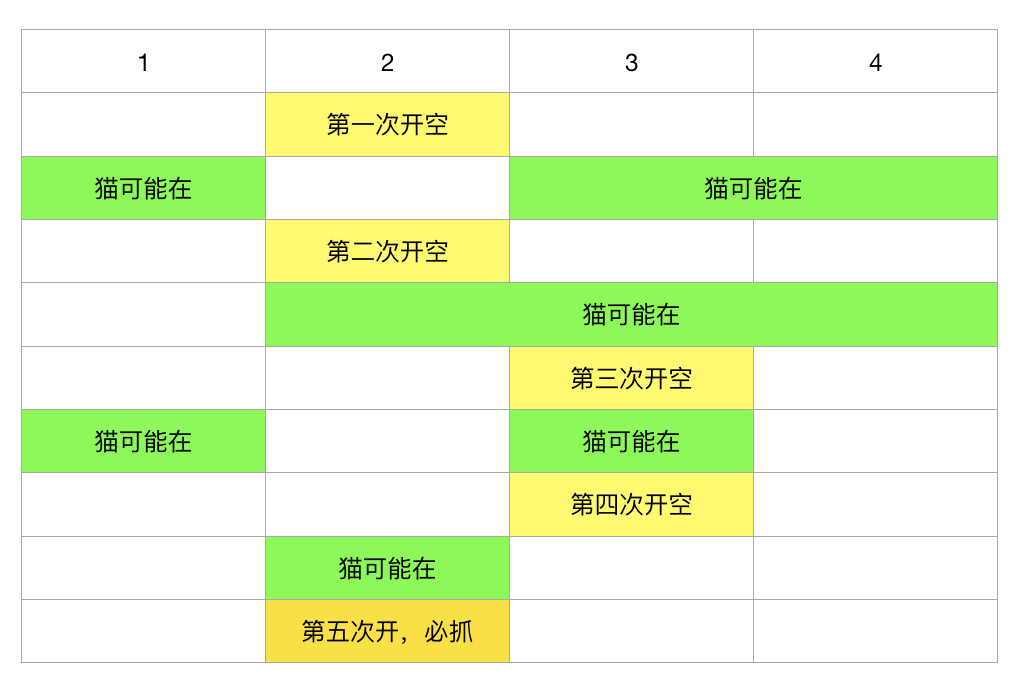 1 2 3 4
第一次开空
猫可能在 猫可能在
第二次开空
猫可能在
第三次开空
猫可能在 猫可能在
第四次开空
猫可能在
第五次开，必抓